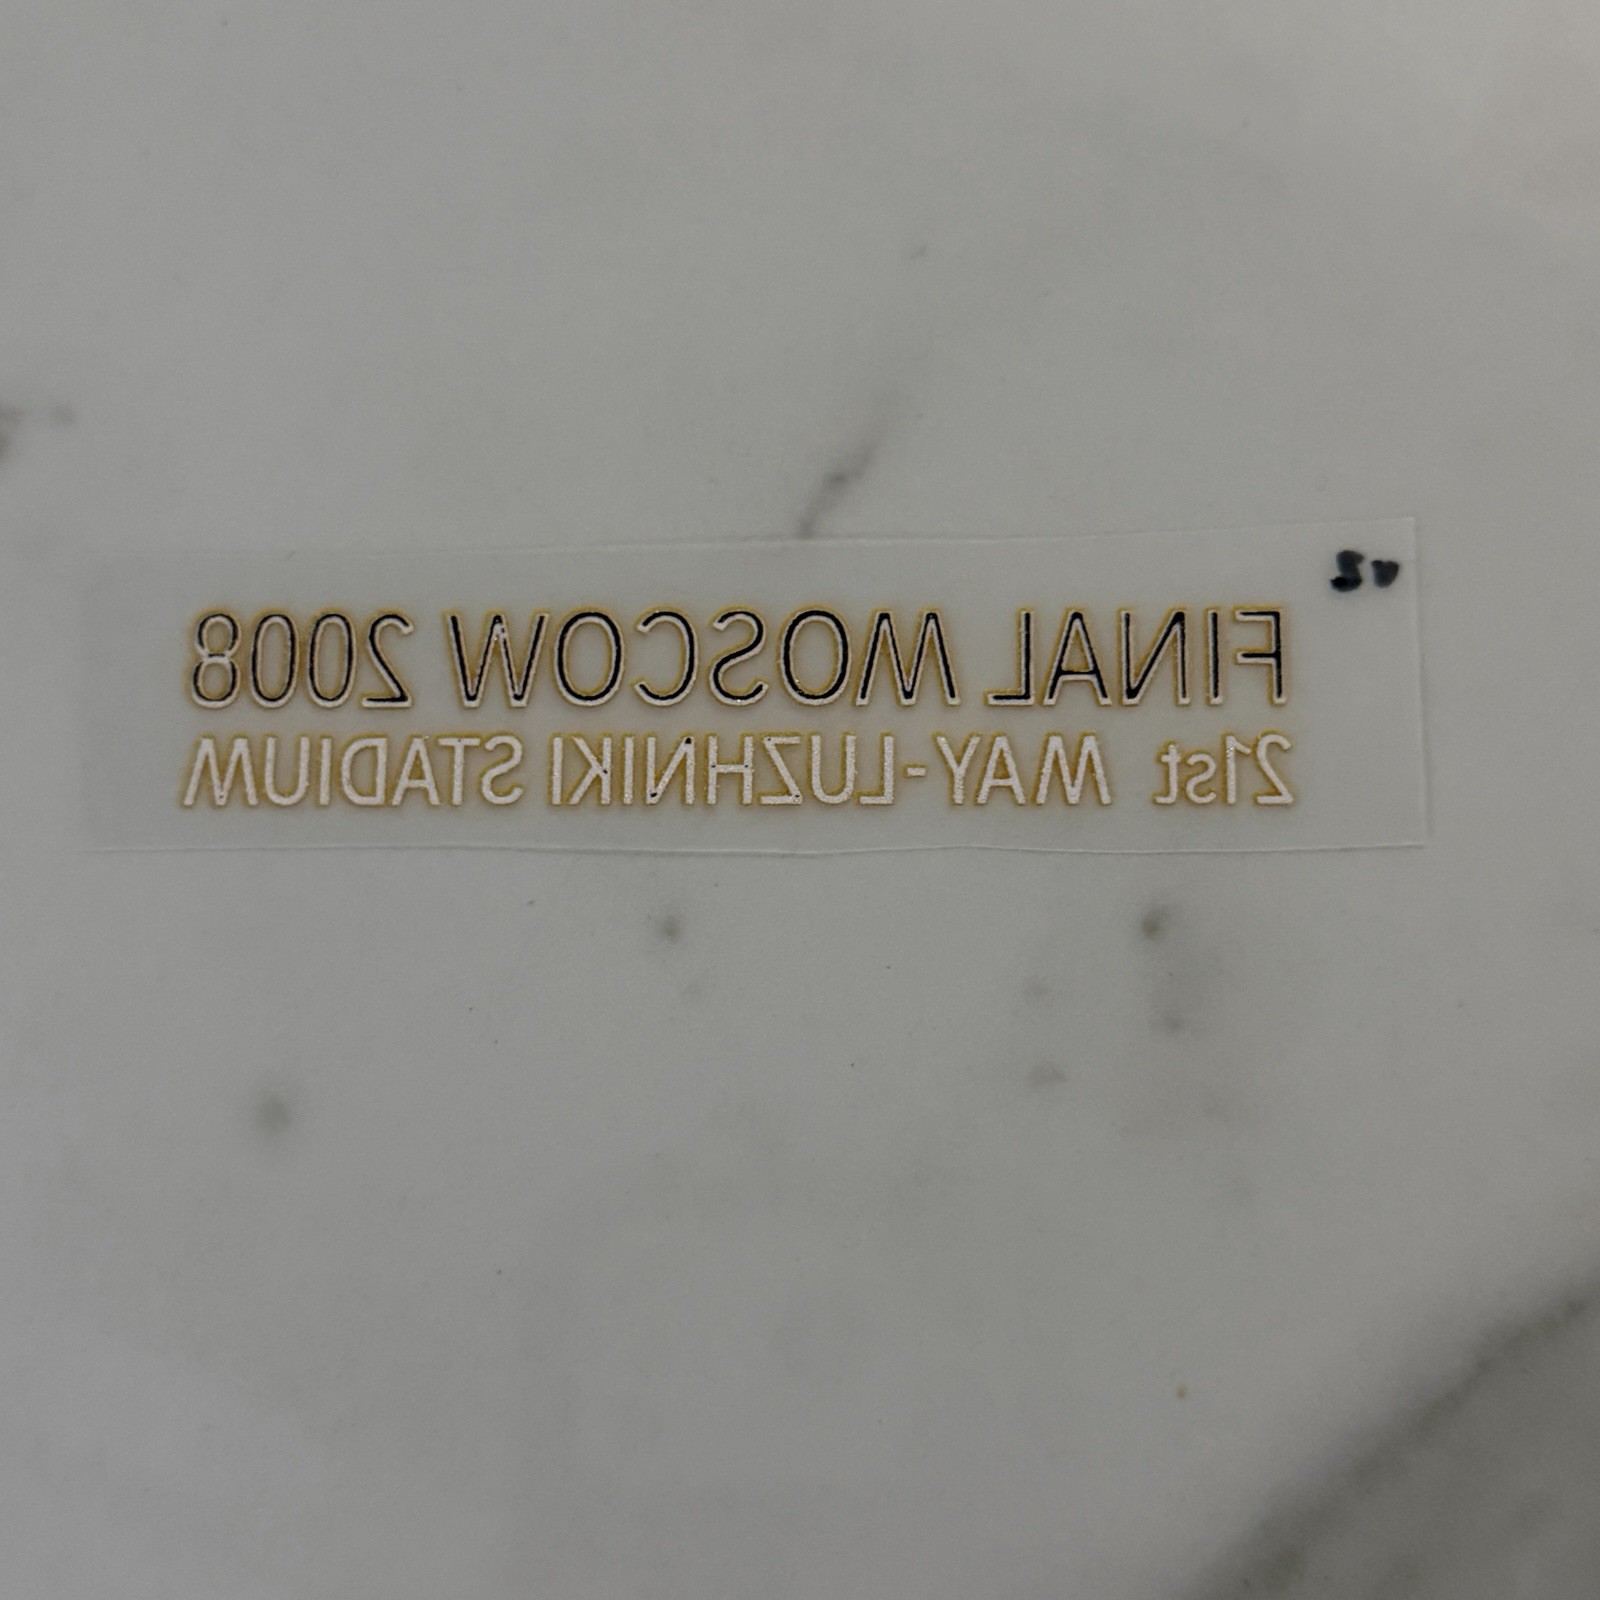 FINAL MOSCOW 2008
21st MAY-LUZHNIKI STADIUM